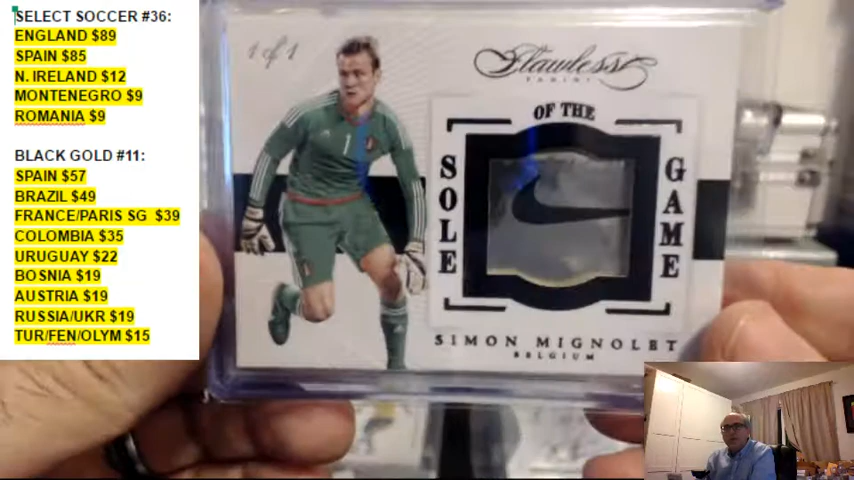 SELECT SOCCER #36:
ENGLAND $89
SPAIN $85
N. IRELAND $12
MONTENEGRO $9
ROMANIA $9
BLACK GOLD #11:
SPAIN $57
BRAZIL $49
FRANCE/PARIS SG $39
COLOMBIA $35
URUGUAY $22
BOSNIA $19
AUSTRIA $19
RUSSIA/UKR $19
TUR/FEN/OLYM $15
1 of 1
Flawless
PANINI
OF THE
SOLE
GAME
1
SIMON MIGNOLET
BELGIUM